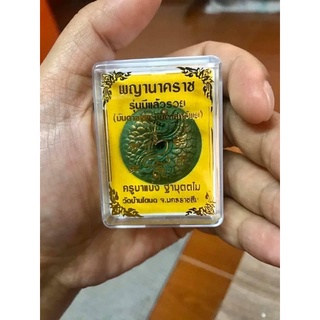 พญานาคราช
รุ่นมีแล้วรวย
ครูบาแบ่ง ฐานุตตโม
วัดบ้านโตนด จ.นครราชสีมา